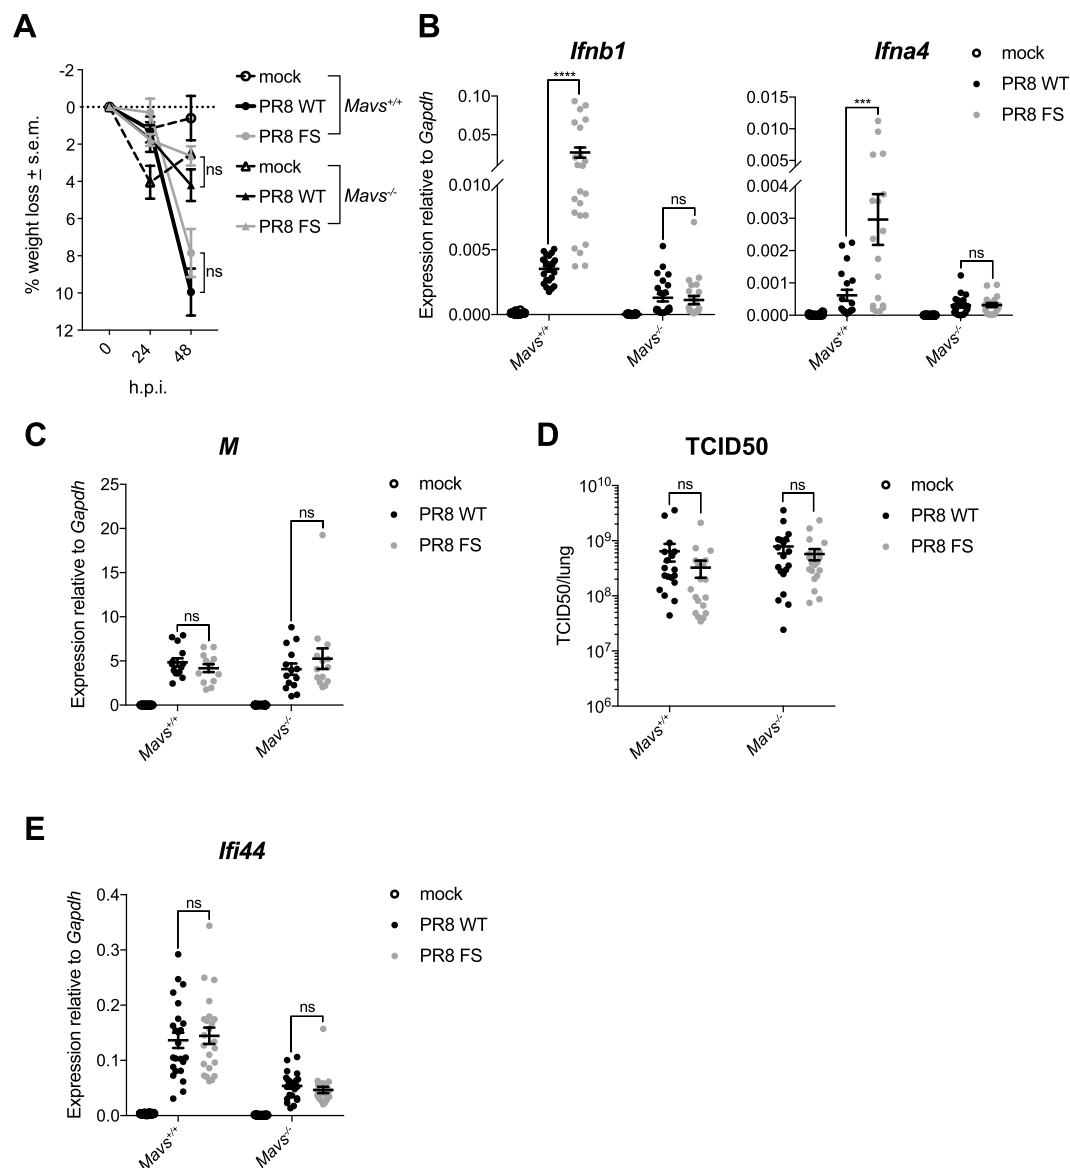 A
% weight loss ± s.e.m.
-2
0
2
4
6
8
10
12
0
24
48
h.p.i.
ns
ns
mock
PR8 WT
PR8 FS
Mavs+/+
mock
PR8 WT
PR8 FS
Mavs-/-
B
Ifnb1
Expression relative to Gapdh
0.10
0.05
0.010
0.005
0.000
****
ns
Mavs+/+
Mavs-/-
Ifna4
0.015
0.010
0.005
0.004
0.003
0.002
0.001
0.000
***
ns
Mavs+/+
Mavs-/-
mock
PR8 WT
PR8 FS
C
M
Expression relative to Gapdh
25
20
15
10
5
0
ns
ns
Mavs+/+
Mavs-/-
mock
PR8 WT
PR8 FS
D
TCID50
TCID50/lung
10^10
10^9
10^8
10^7
10^6
ns
ns
Mavs+/+
Mavs-/-
mock
PR8 WT
PR8 FS
E
Ifi44
Expression relative to Gapdh
0.4
0.3
0.2
0.1
0.0
ns
ns
Mavs+/+
Mavs-/-
mock
PR8 WT
PR8 FS